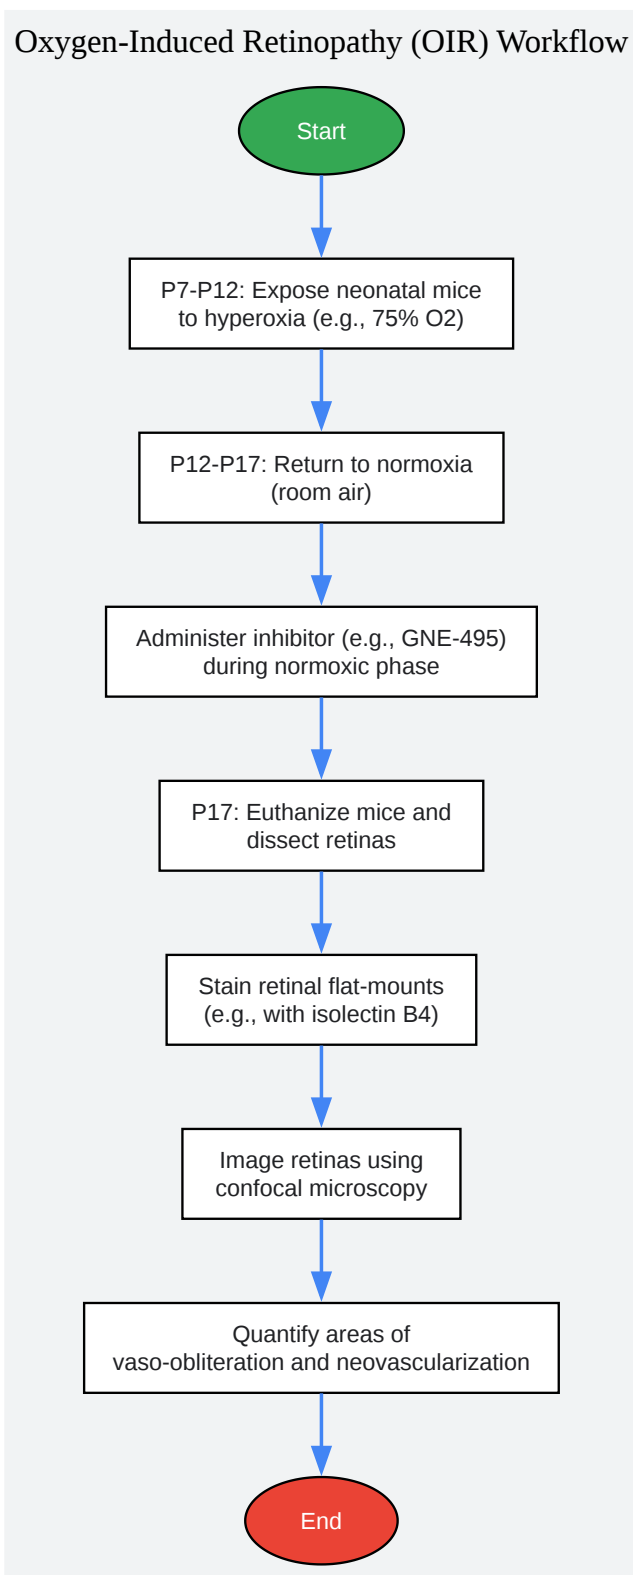 Oxygen-Induced Retinopathy (OIR) Workflow
Start
P7-P12: Expose neonatal mice
to hyperoxia (e.g., 75% O2)
P12-P17: Return to normoxia
(room air)
Administer inhibitor (e.g., GNE-495)
during normoxic phase
P17: Euthanize mice and
dissect retinas
Stain retinal flat-mounts
(e.g., with isolectin B4)
Image retinas using
confocal microscopy
Quantify areas of
vaso-obliteration and neovascularization
End